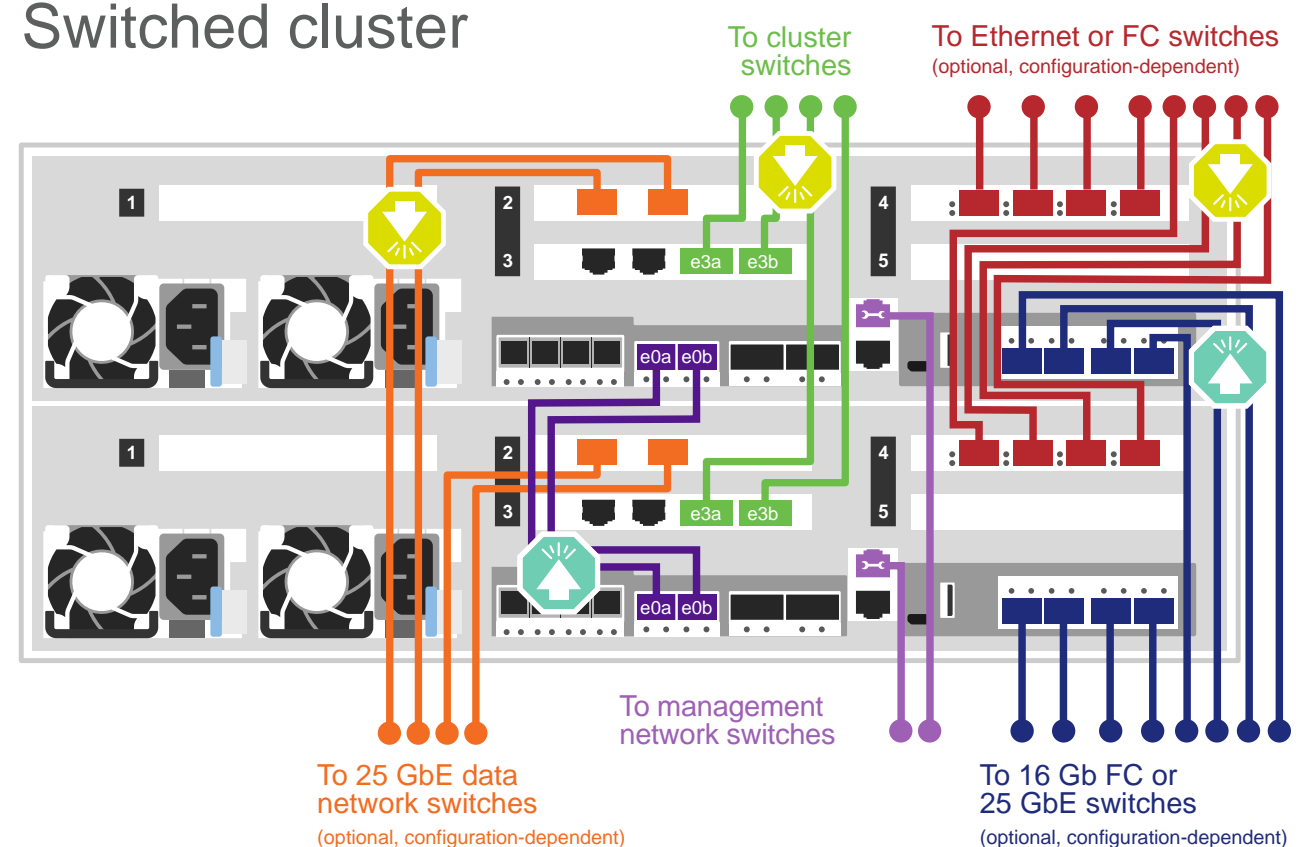 Switched cluster
To cluster
switches
To Ethernet or FC switches
(optional, configuration-dependent)
1
2
4
3
e3a e3b
5
e0a e0b
1
2
4
3
e3a e3b
5
e0a e0b
To management
network switches
To 25 GbE data
network switches
(optional, configuration-dependent)
To 16 Gb FC or
25 GbE switches
(optional, configuration-dependent)